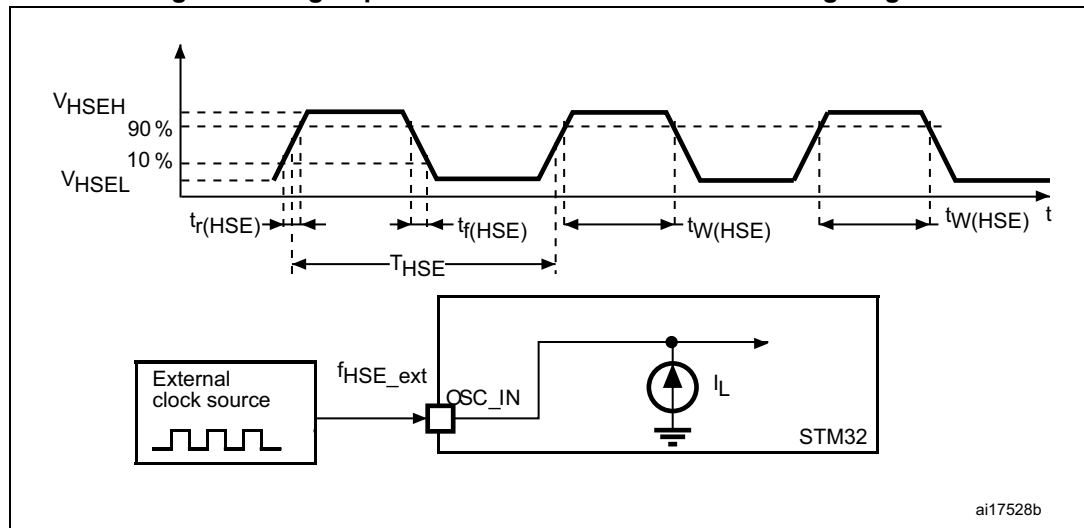 VHSEH
90 %
10 %
VHSEL
tr(HSE)
tf(HSE)
tW(HSE)
tW(HSE)
t
THSE
External
clock source
fHSE_ext
OSC_IN
IL
STM32
ai17528b